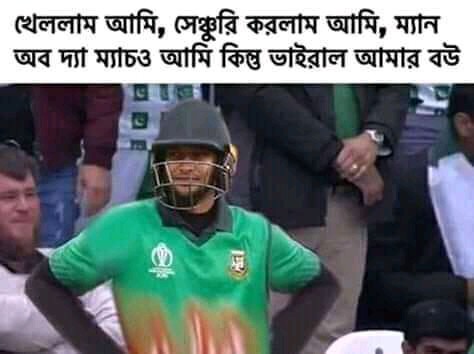 খেললাম আমি, সেঞ্চুরি করলাম আমি, ম্যান
অব দ্যা ম্যাচও আমি কিন্তু ভাইরাল আমার বউ